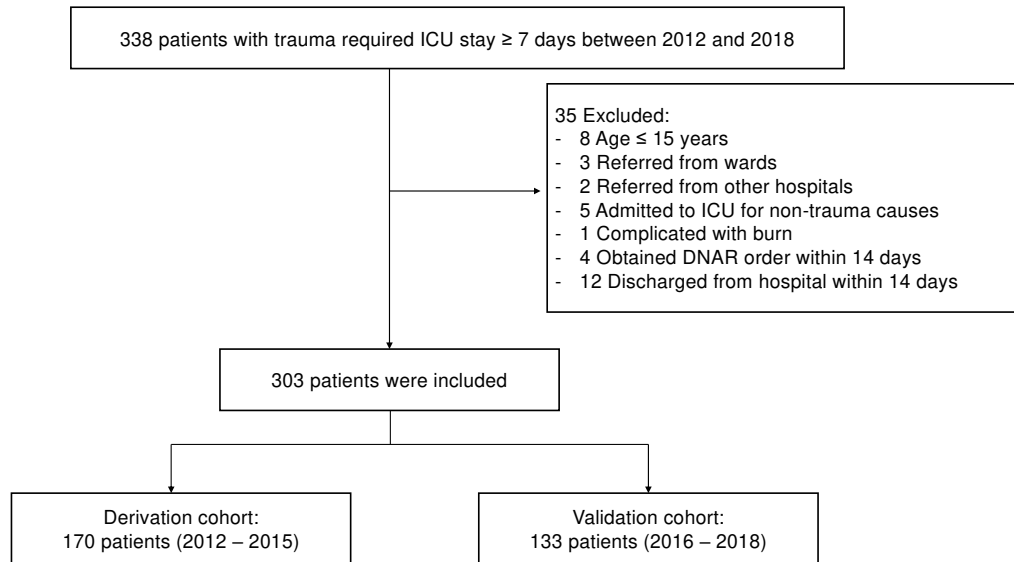 338 patients with trauma required ICU stay ≥ 7 days between 2012 and 2018
35 Excluded:
- 8 Age ≤ 15 years
- 3 Referred from wards
- 2 Referred from other hospitals
- 5 Admitted to ICU for non-trauma causes
- 1 Complicated with burn
- 4 Obtained DNAR order within 14 days
- 12 Discharged from hospital within 14 days
303 patients were included
Derivation cohort:
170 patients (2012 – 2015)
Validation cohort:
133 patients (2016 – 2018)